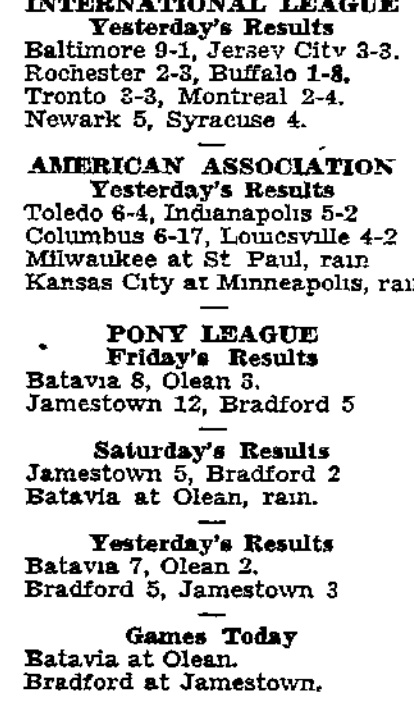 INTERNATIONAL LEAGUE
Yesterday's Results
Baltimore 9-1, Jersey City 3-3.
Rochester 2-3, Buffalo 1-8.
Tronto 3-3, Montreal 2-4.
Newark 5, Syracuse 4.
AMERICAN ASSOCIATION
Yesterday's Results
Toledo 6-4, Indianapolis 5-2
Columbus 6-17, Louicsville 4-2
Milwaukee at St Paul, rain
Kansas City at Minneapolis, rai
PONY LEAGUE
Friday's Results
Batavia 8, Olean 3.
Jamestown 12, Bradford 5
Saturday's Results
Jamestown 5, Bradford 2
Batavia at Olean, rain.
Yesterday's Results
Batavia 7, Olean 2.
Bradford 5, Jamestown 3
Games Today
Batavia at Olean.
Bradford at Jamestown.